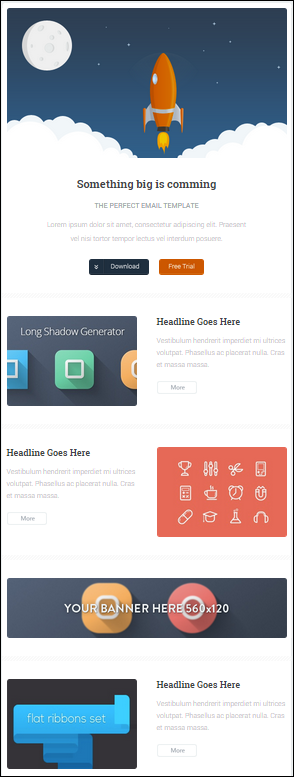 Something big is comming
THE PERFECT EMAIL TEMPLATE
Lorem ipsum dolor sit amet, consectetur adipiscing elit. Praesent
vel nisi tortor tempor lectus vel interdum posuere.
Download
Free Trial
Long Shadow Generator
Headline Goes Here
Vestibulum hendrerit imperdiet mi ultrices
volutpat. Phasellus ac placerat nulla. Cras
et massa massa.
More
Headline Goes Here
Vestibulum hendrerit imperdiet mi ultrices
volutpat. Phasellus ac placerat nulla. Cras
et massa massa.
More
YOUR BANNER HERE 560x120
flat ribbons set
Headline Goes Here
Vestibulum hendrerit imperdiet mi ultrices
volutpat. Phasellus ac placerat nulla. Cras
et massa massa.
More